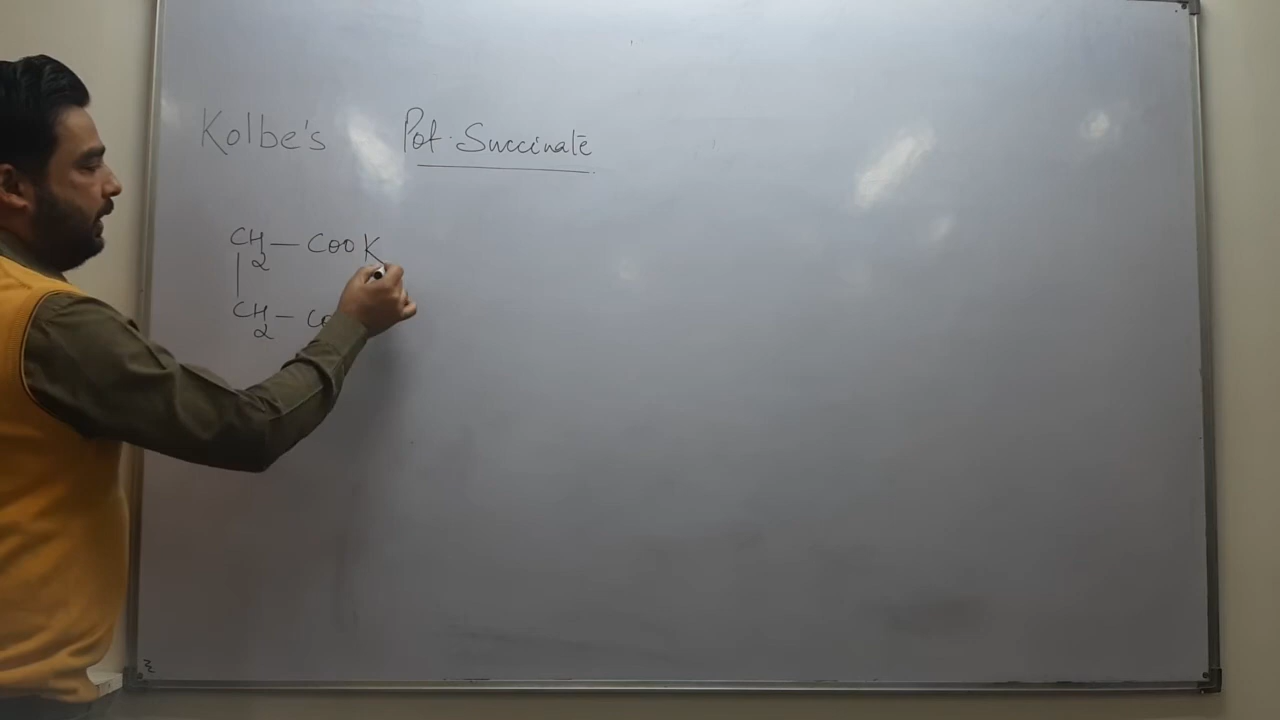 Kolbe's Pot. Succinate
CH2 — COOK
|
CH2 — CO